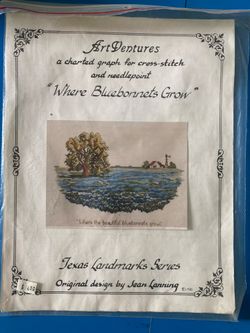 ArtVentures
a charted graph for cross-stitch
and needlepoint
"Where Bluebonnets Grow"
"Where the beautiful bluebonnets grow"
Texas Landmarks Series
Original design by Jean Lanning